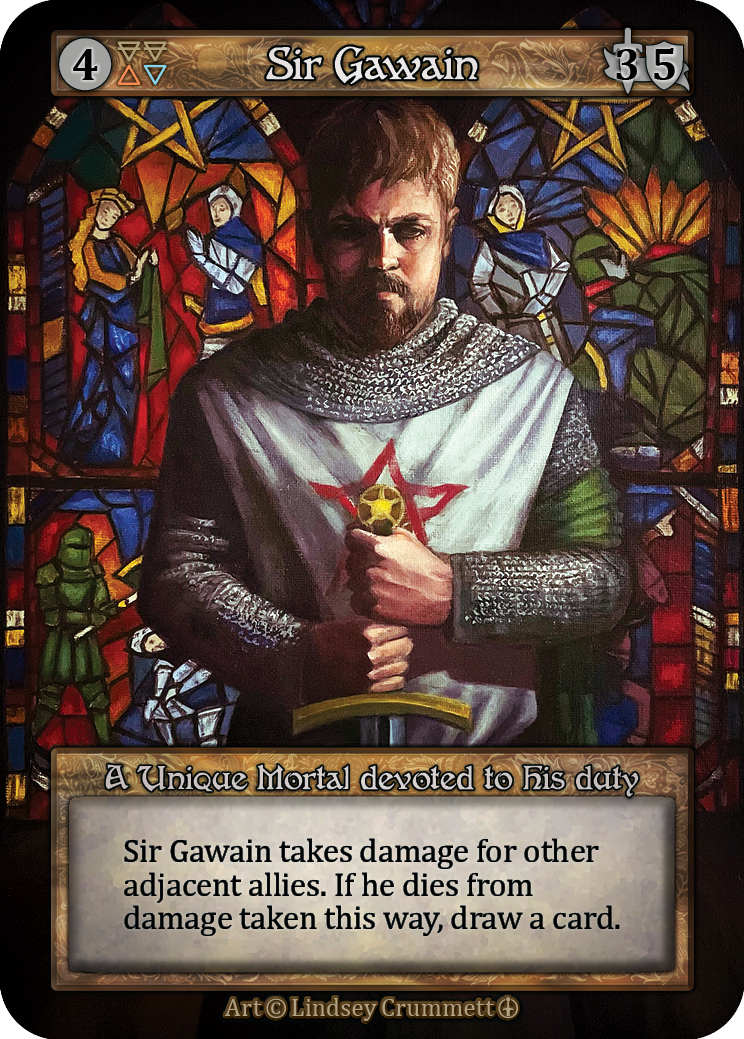 4 Sir Gawain 3 5
A Unique Mortal devoted to his duty
Sir Gawain takes damage for other
adjacent allies. If he dies from
damage taken this way, draw a card.
Art © Lindsey Crummett